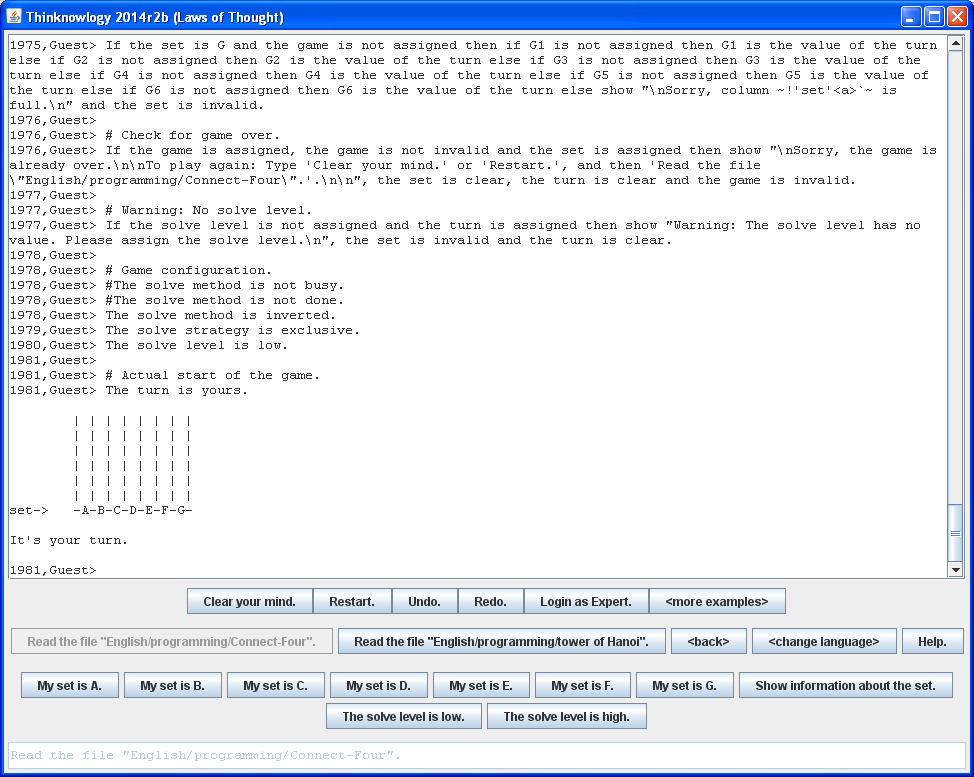 Thinknowlogy 2014r2b (Laws of Thought)
1975,Guest> If the set is G and the game is not assigned then if G1 is not assigned then G1 is the value of the turn
else if G2 is not assigned then G2 is the value of the turn else if G3 is not assigned then G3 is the value of the
turn else if G4 is not assigned then G4 is the value of the turn else if G5 is not assigned then G5 is the value of
the turn else if G6 is not assigned then G6 is the value of the turn else show "\nSorry, column ~!'set'<a>`~ is
full.\n" and the set is invalid.
1976,Guest>
1976,Guest> # Check for game over.
1976,Guest> If the game is assigned, the game is not invalid and the set is assigned then show "\nSorry, the game is
already over.\n\nTo play again: Type 'Clear your mind.' or 'Restart.', and then 'Read the file
\"English/programming/Connect-Four\".'.\n\n", the set is clear, the turn is clear and the game is invalid.
1977,Guest>
1977,Guest> # Warning: No solve level.
1977,Guest> If the solve level is not assigned and the turn is assigned then show "Warning: The solve level has no
value. Please assign the solve level.\n", the set is invalid and the turn is clear.
1978,Guest>
1978,Guest> # Game configuration.
1978,Guest> #The solve method is not busy.
1978,Guest> #The solve method is not done.
1978,Guest> The solve method is inverted.
1979,Guest> The solve strategy is exclusive.
1980,Guest> The solve level is low.
1981,Guest>
1981,Guest> # Actual start of the game.
1981,Guest> The turn is yours.
| | | | | | | |
| | | | | | | |
| | | | | | | |
| | | | | | | |
| | | | | | | |
| | | | | | | |
set-> -A-B-C-D-E-F-G-
It's your turn.
1981,Guest>
Clear your mind. Restart. Undo. Redo. Login as Expert. <more examples>
Read the file "English/programming/Connect-Four". Read the file "English/programming/tower of Hanoi". <back> <change language> Help.
My set is A. My set is B. My set is C. My set is D. My set is E. My set is F. My set is G. Show information about the set.
The solve level is low. The solve level is high.
Read the file "English/programming/Connect-Four".